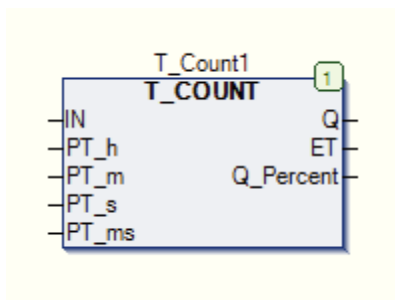 T_Count1
1
T_COUNT
IN Q
PT_h ET
PT_m Q_Percent
PT_s
PT_ms